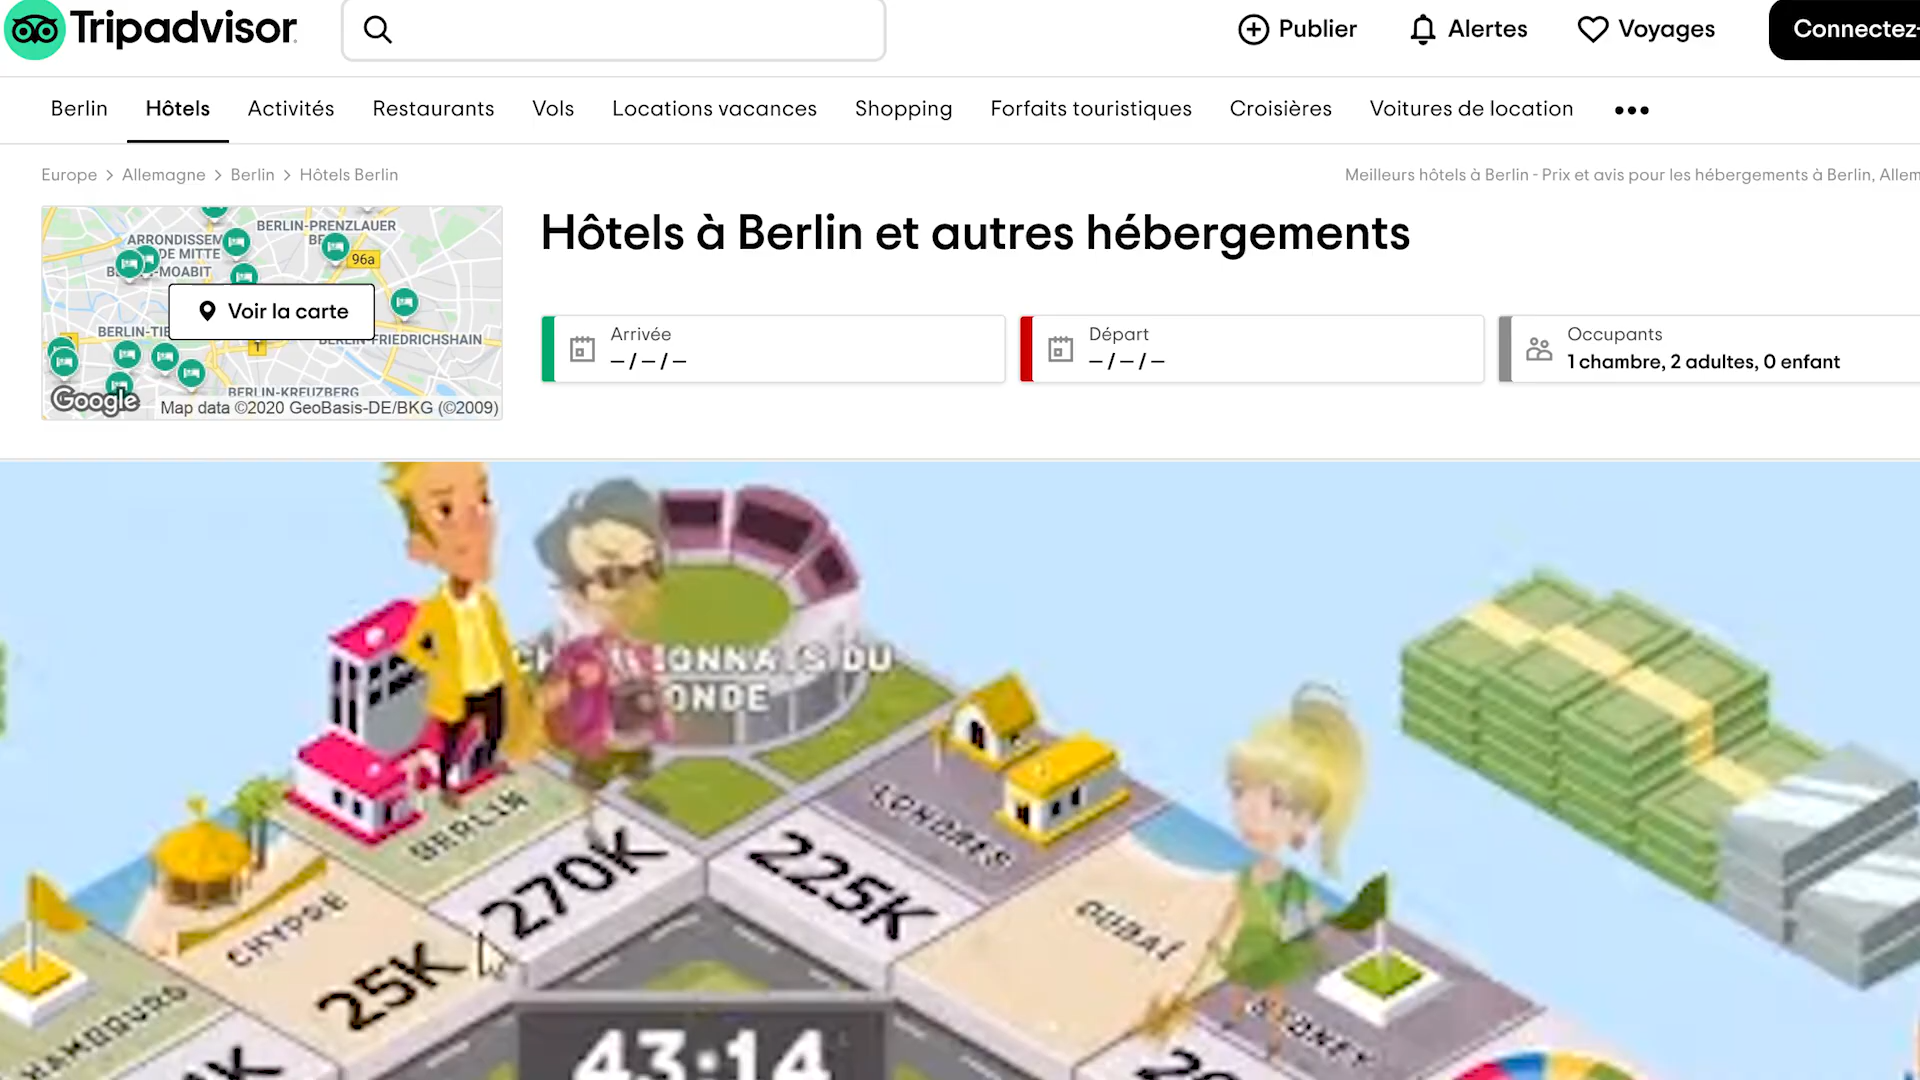 Tripadvisor
Publier
Alertes
Voyages
Connectez-
Berlin
Hôtels
Activités
Restaurants
Vols
Locations vacances
Shopping
Forfaits touristiques
Croisières
Voitures de location
Europe > Allemagne > Berlin > Hôtels Berlin
Meilleurs hôtels à Berlin - Prix et avis pour les hébergements à Berlin, Allem
Hôtels à Berlin et autres hébergements
BERLIN-PRENZLAUER
96a
DE MITTE
MOABIT
Voir la carte
BERLIN-FRIEDRICHSHAIN
BERLIN-KREUZBERG
Google
Map data ©2020 GeoBasis-DE/BKG (©2009)
Arrivée
– / – / –
Départ
– / – / –
Occupants
1 chambre, 2 adultes, 0 enfant
DU
BERLIN
270K
225K
LONDRES
CHYPRE
25K
DUBAÏ
HAMBOURG
SYDNEY
43:14